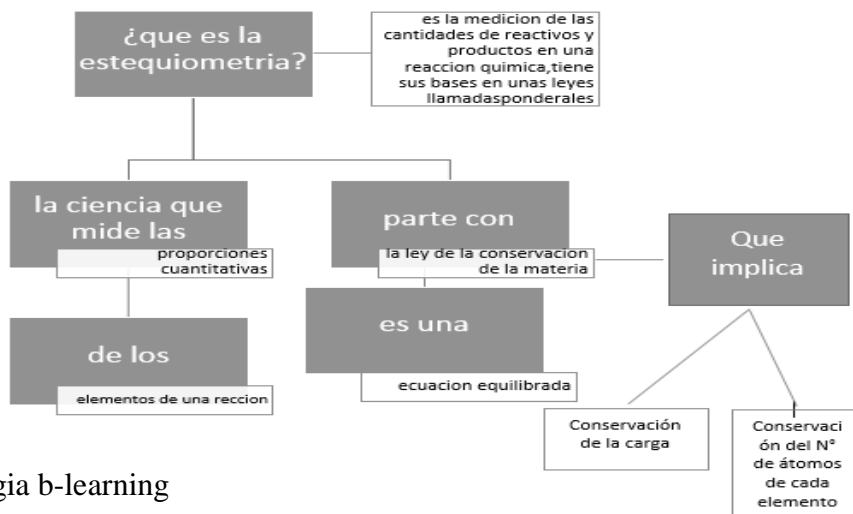 ¿que es la
estequiometria?
es la medicion de las
cantidades de reactivos y
productos en una
reaccion quimica,tiene
sus bases en unas leyes
llamadasponderales
la ciencia que
mide las
proporciones
cuantitativas
parte con
la ley de la conservacion
de la materia
Que
implica
de los
elementos de una reccion
es una
ecuacion equilibrada
Conservación
de la carga
Conservaci
ón del N°
de átomos
de cada
elemento
gia b-learning